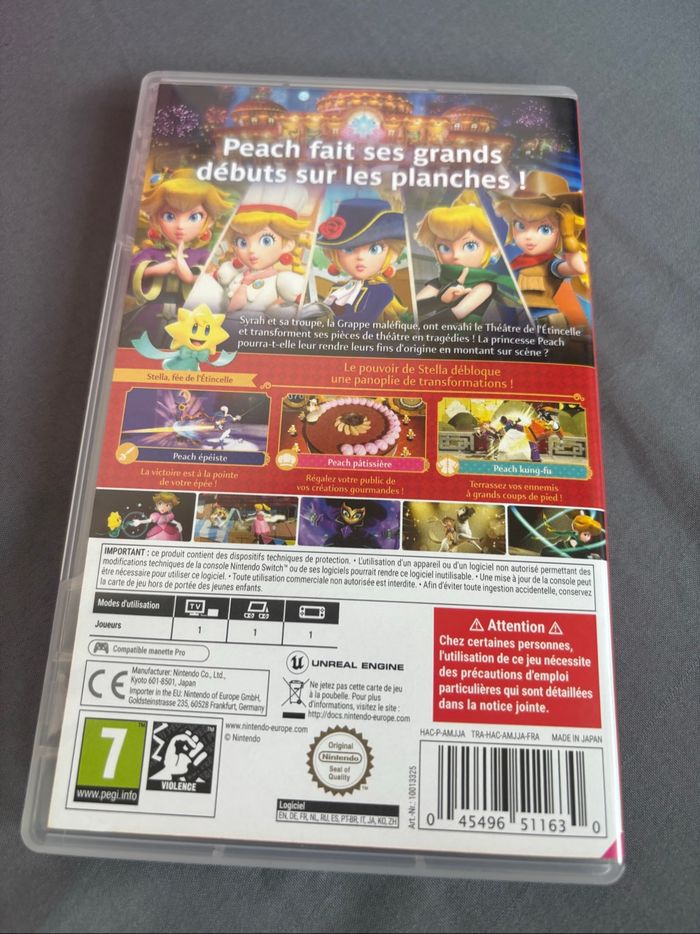 Peach fait ses grands
débuts sur les planches !
Syrah et sa troupe, la Grappe maléfique, ont envahi le Théâtre de l'Étincelle
et transforment ses pièces de théâtre en tragédies ! La princesse Peach
pourra-t-elle leur rendre leurs fins d'origine en montant sur scène ?
Stella, fée de l'Étincelle
Le pouvoir de Stella débloque
une panoplie de transformations !
Peach épéiste
La victoire est à la pointe
de votre épée !
Peach pâtissière
Régalez votre public de
vos créations gourmandes !
Peach kung-fu
Terrassez vos ennemis
à grands coups de pied !
IMPORTANT : ce produit contient des dispositifs techniques de protection. • L'utilisation d'un appareil ou d'un logiciel non autorisé permettant des
modifications techniques de la console Nintendo Switch™ ou de ses logiciels pourrait rendre ce logiciel inutilisable. • Une mise à jour de la console peut
être nécessaire pour utiliser ce logiciel. • Toute utilisation commerciale non autorisée est interdite. • Afin d'éviter toute ingestion accidentelle, conservez
la carte de jeu hors de portée des jeunes enfants.
Modes d'utilisation
TV
Joueurs
1
1
1
Compatible manette Pro
⚠ Attention ⚠
Chez certaines personnes,
l'utilisation de ce jeu nécessite
des précautions d'emploi
particulières qui sont détaillées
dans la notice jointe.
CE
Manufacturer: Nintendo Co., Ltd.,
Kyoto 601-8501, Japan
Importer in the EU: Nintendo of Europe GmbH,
Goldsteinstrasse 235, 60528 Frankfurt, Germany
UNREAL ENGINE
Ne jetez pas cette carte de jeu
à la poubelle. Pour plus
d'informations, visitez le site :
http://docs.nintendo-europe.com
7
www.pegi.info
VIOLENCE
www.nintendo-europe.com
© Nintendo
Original
Nintendo
Seal of
Quality
™
Logiciel
EN, DE, FR, NL, RU, ES, PT-BR, IT, JA, KO, ZH
Art.-Nr.: 10013325
HAC-P-AMJJA TRA-HAC-AMJJA-FRA MADE IN JAPAN
0 45496 51163 0